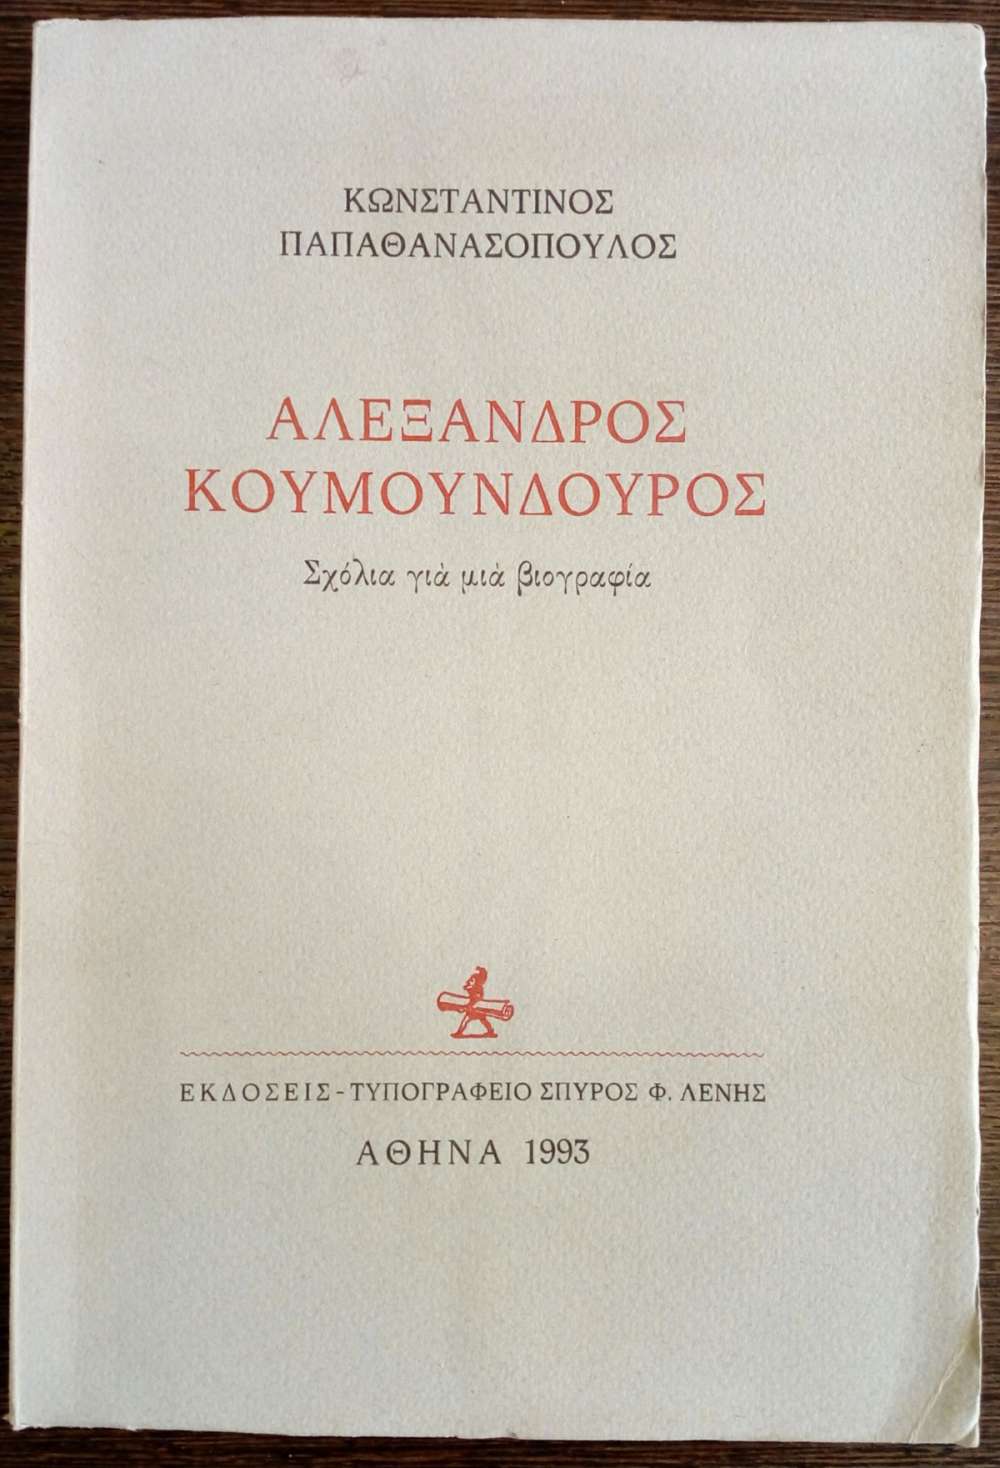 ΚΩΝΣΤΑΝΤΙΝΟΣ
ΠΑΠΑΘΑΝΑΣΟΠΟΥΛΟΣ
ΑΛΕΞΑΝΔΡΟΣ
ΚΟΥΜΟΥΝΔΟΥΡΟΣ
Σχόλια γιὰ μιὰ βιογραφία
ΕΚΔΟΣΕΙΣ - ΤΥΠΟΓΡΑΦΕΙΟ ΣΠΥΡΟΣ Φ. ΛΕΝΗΣ
ΑΘΗΝΑ 1993